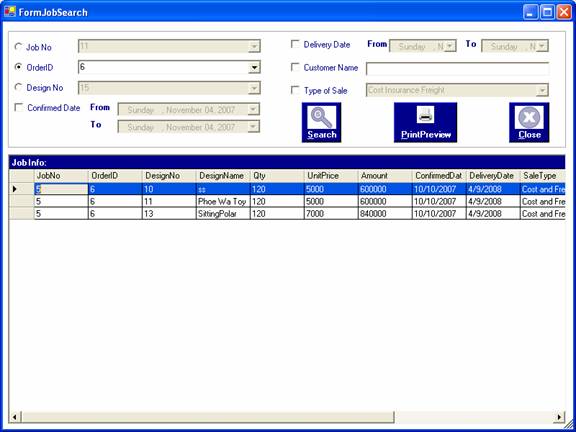 FormJobSearch
Job No 11
Delivery Date From Sunday , N To Sunday , N
OrderID 6
Customer Name
Design No 15
Type of Sale Cost Insurance Freight
Confirmed Date From Sunday , November 04, 2007
To Sunday , November 04, 2007
Search PrintPreview Close
Job Info:
JobNo OrderID DesignNo DesignName Qty UnitPrice Amount ConfirmedDat DeliveryDate SaleType
5 6 10 ss 120 5000 600000 10/10/2007 4/9/2008 Cost and Fre
5 6 11 Phoe Wa Toy 120 5000 600000 10/10/2007 4/9/2008 Cost and Fre
5 6 13 SittingPolar 120 7000 840000 10/10/2007 4/9/2008 Cost and Fre